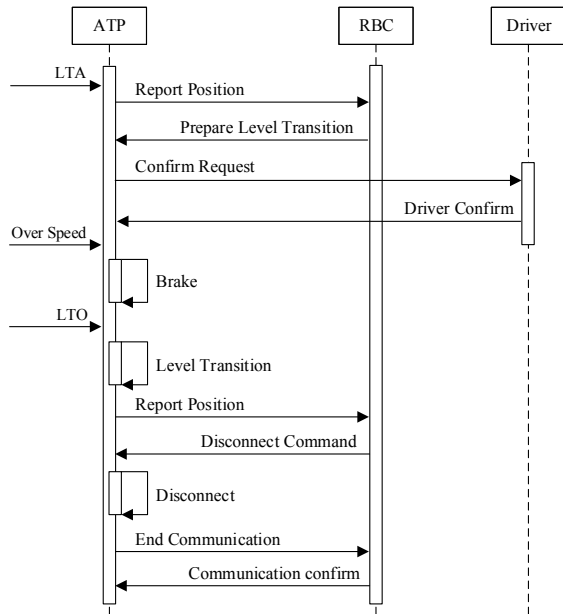 ATP
RBC
Driver
LTA
Report Position
Prepare Level Transition
Confirm Request
Driver Confirm
Over Speed
Brake
LTO
Level Transition
Report Position
Disconnect Command
Disconnect
End Communication
Communication confirm